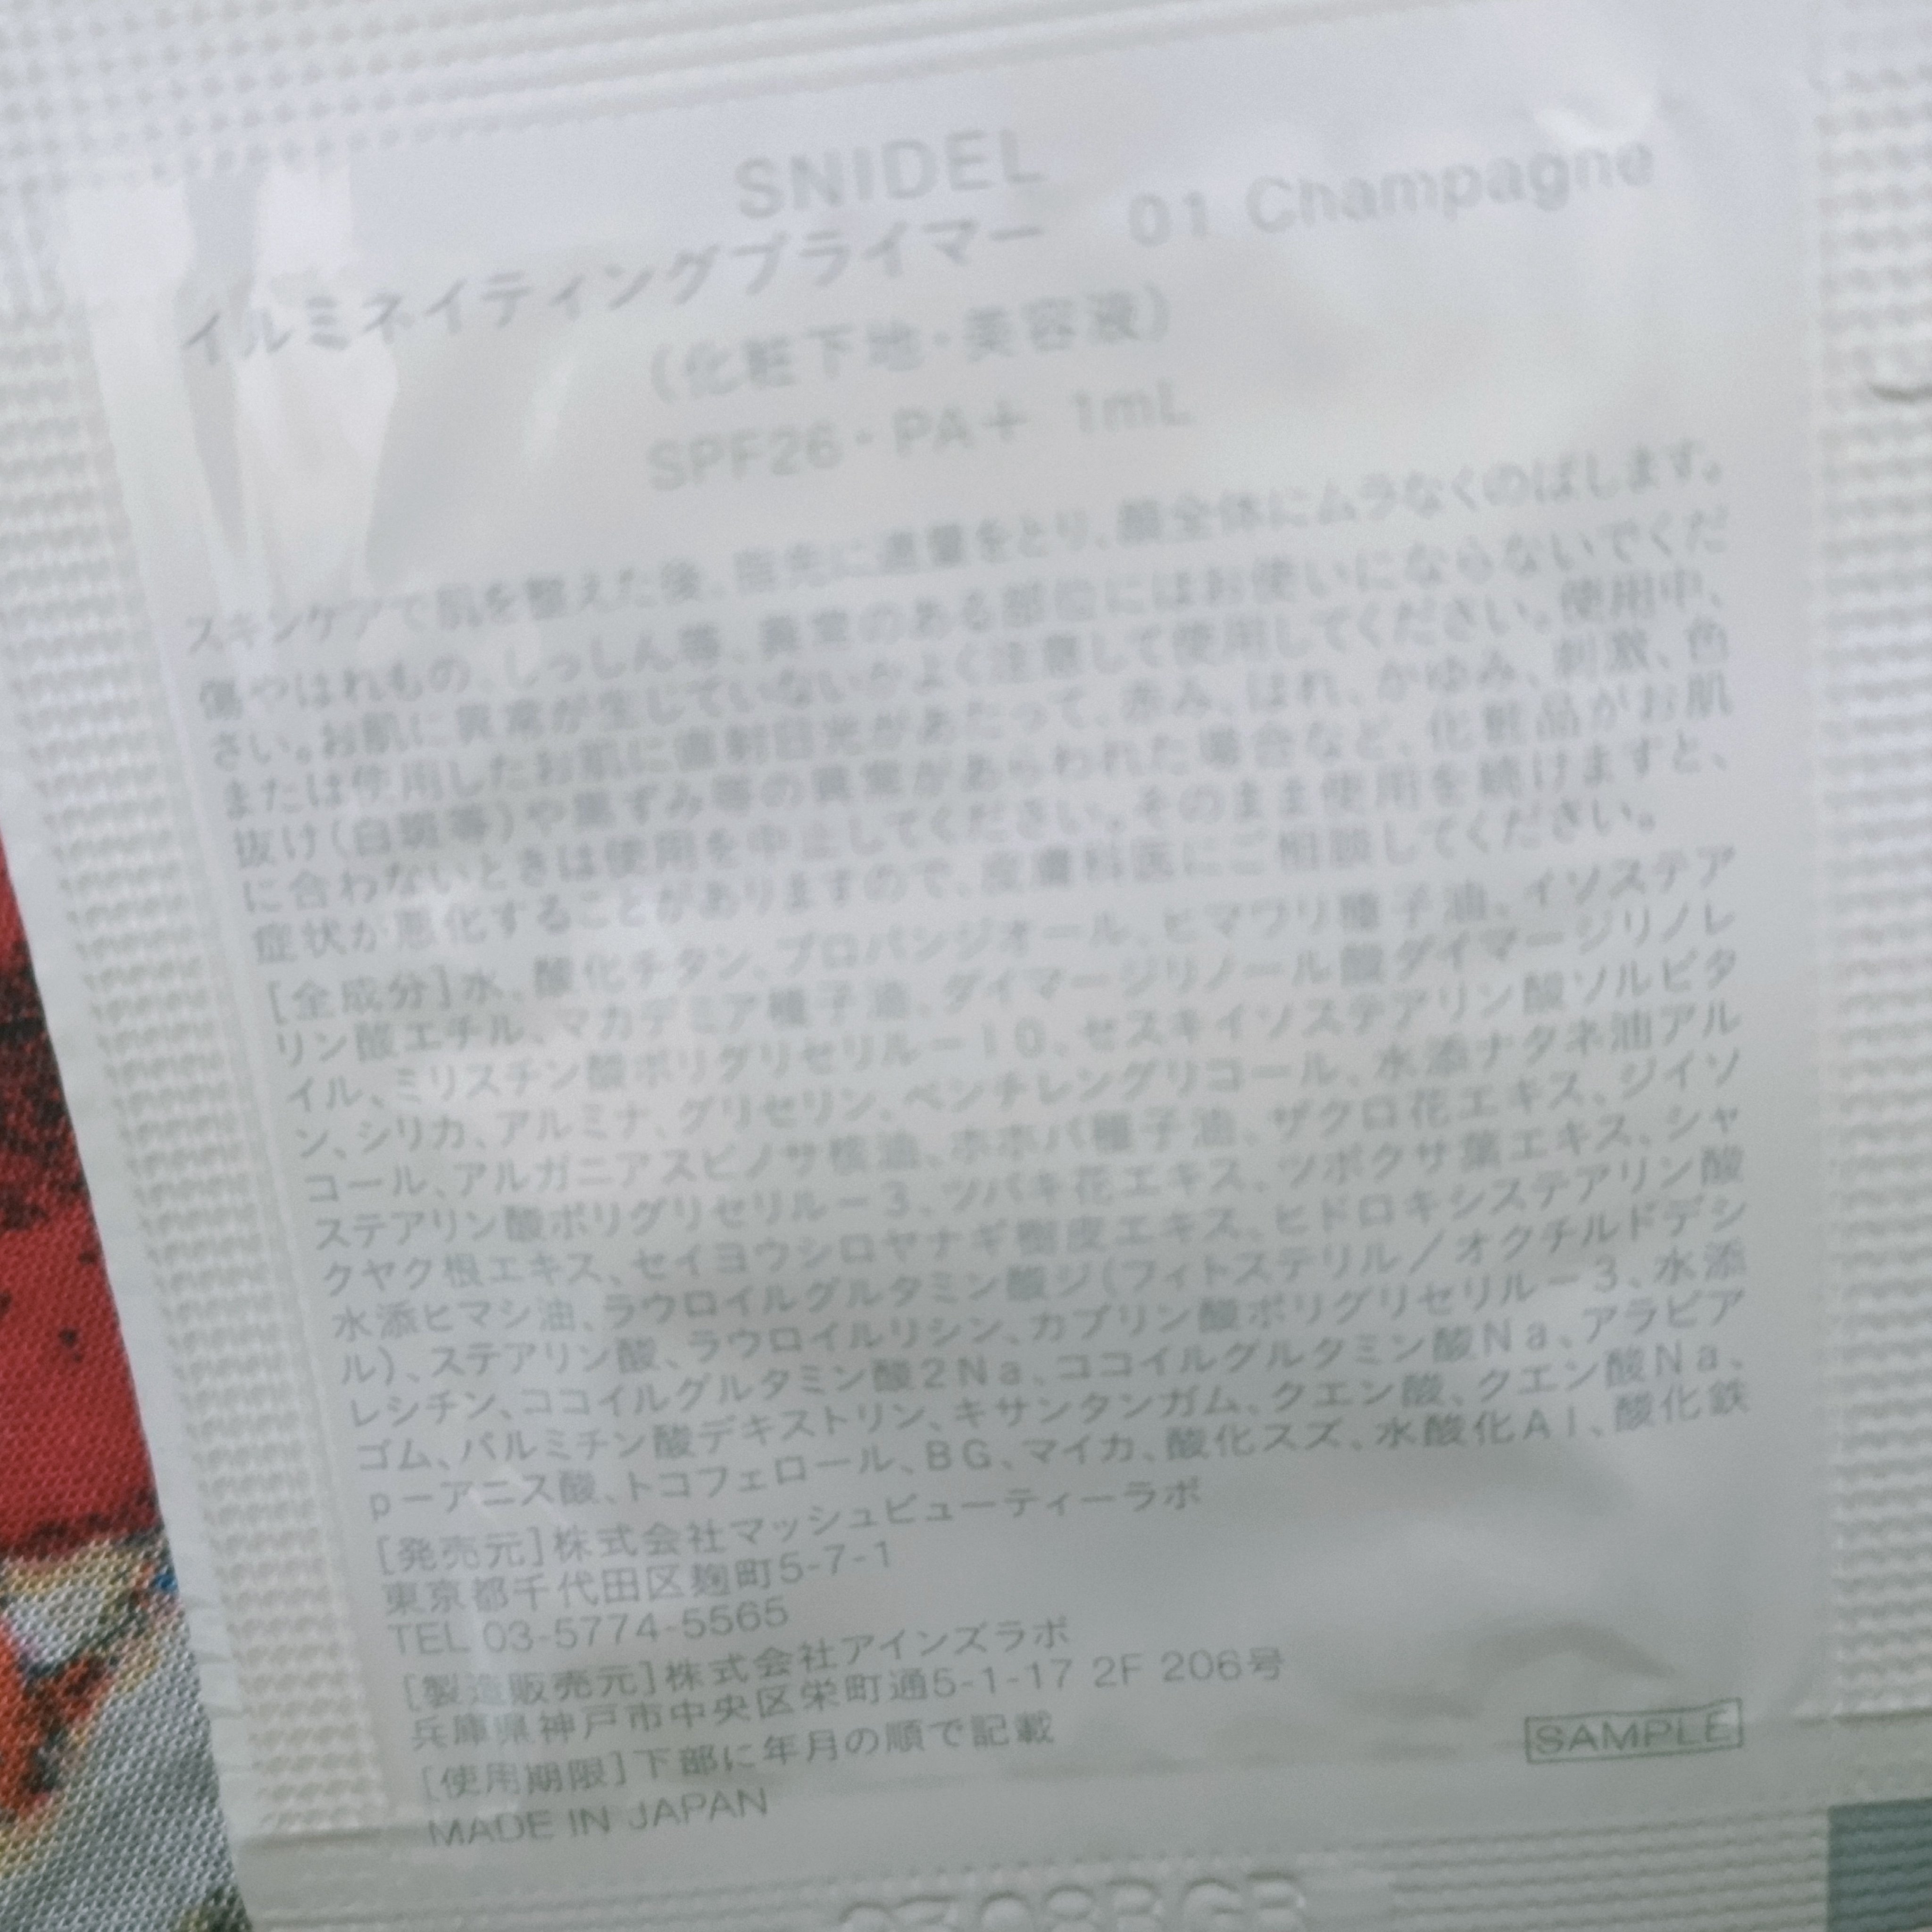 SNIDEL
イルミネイティングプライマー 01 Champagne
(化粧下地・美容液)
SPF26・PA+ 1mL
スキンケアで肌を整えた後、指先に適量をとり、顔全体にムラなくのばします。
傷やはれもの、しっしん等、異常のある部位にはお使いにならないでくだ
さい。お肌に異常が生じていないかよく注意して使用してください。使用中、
または使用したお肌に直射日光があたって、赤み、はれ、かゆみ、刺激、色
抜け(白斑等)や黒ずみ等の異常があらわれた場合など、化粧品がお肌
に合わないときは使用を中止してください。そのまま使用を続けますと、
症状が悪化することがありますので、皮膚科医にご相談してください。
[全成分]水、酸化チタン、プロパンジオール、ヒマワリ種子油、イソステア
リン酸エチル、マカデミア種子油、ダイマージリノール酸ダイマージリノレ
イル、ミリスチン酸ポリグリセリル-10、セスキイソステアリン酸ソルビタ
ン、シリカ、アルミナ、グリセリン、ペンチレングリコール、水添ナタネ油アル
コール、アルガニアスピノサ核油、ホホバ種子油、ザクロ花エキス、ジイソ
ステアリン酸ポリグリセリル-3、ツバキ花エキス、ツボクサ葉エキス、シャ
クヤク根エキス、セイヨウシロヤナギ樹皮エキス、ヒドロキシステアリン酸
水添ヒマシ油、ラウロイルグルタミン酸ジ(フィトステリル/オクチルドデシ
ル)、ステアリン酸、ラウロイルリシン、カプリン酸ポリグリセリル-3、水添
レシチン、ココイルグルタミン酸2Na、ココイルグルタミン酸Na、アラビア
ゴム、パルミチン酸デキストリン、キサンタンガム、クエン酸、クエン酸Na、
p-アニス酸、トコフェロール、BG、マイカ、酸化スズ、水酸化Al、酸化鉄
[発売元]株式会社マッシュビューティーラボ
東京都千代田区麹町5-7-1
TEL 03-5774-5565
[製造販売元]株式会社アインズラボ
兵庫県神戸市中央区栄町通5-1-17 2F 206号
[使用期限]下部に年月の順で記載
MADE IN JAPAN
SAMPLE